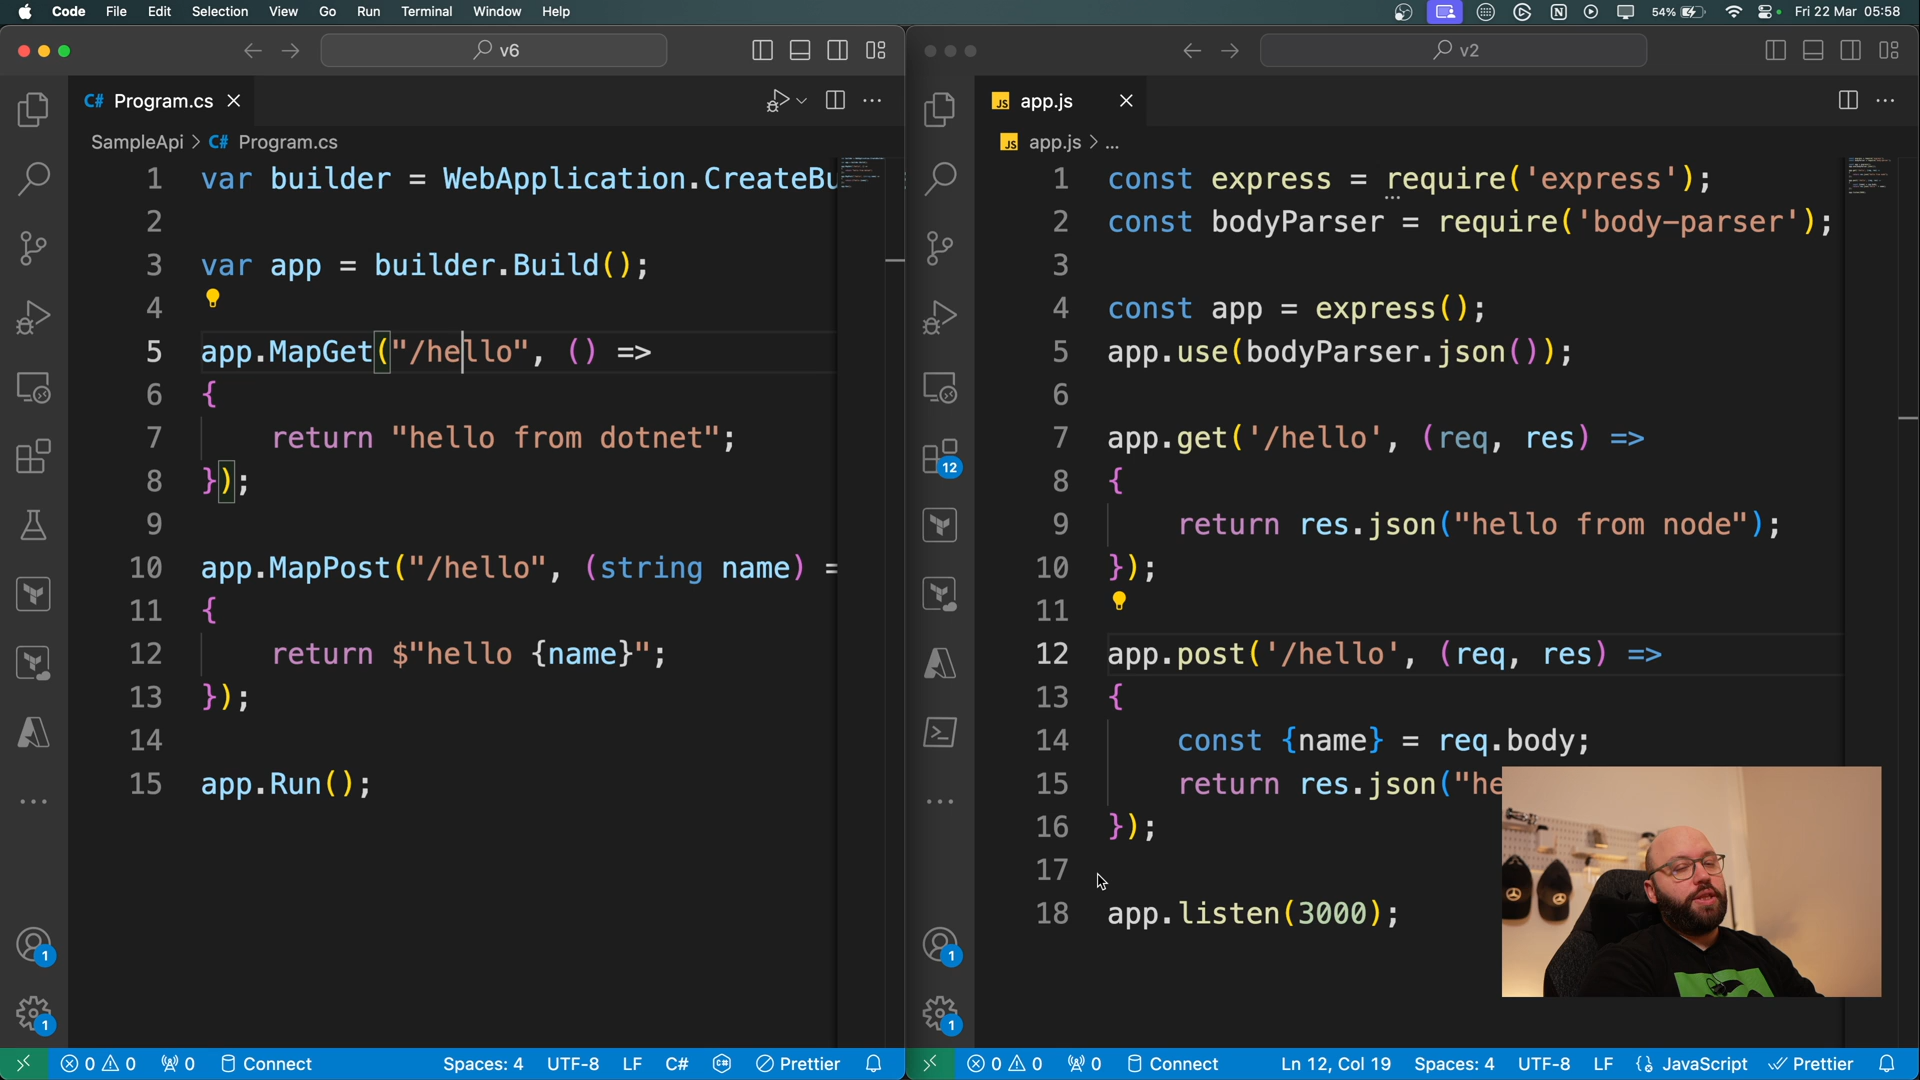 Code File Edit Selection View Go Run Terminal Window Help
54% Fri 22 Mar 05:58
v6
C# Program.cs
SampleApi > C# Program.cs
1 var builder = WebApplication.CreateBu
2
3 var app = builder.Build();
4
5 app.MapGet("/hello", () =>
6 {
7 return "hello from dotnet";
8 });
9
10 app.MapPost("/hello", (string name) =
11 {
12 return $"hello {name}";
13 });
14
15 app.Run();
1
1
0 0 0 Connect Spaces: 4 UTF-8 LF C# Prettier
v2
JS app.js
JS app.js > ...
1 const express = require('express');
2 const bodyParser = require('body-parser');
3
4 const app = express();
5 app.use(bodyParser.json());
6
7 app.get('/hello', (req, res) =>
8 {
9 return res.json("hello from node");
10 });
11
12 app.post('/hello', (req, res) =>
13 {
14 const {name} = req.body;
15 return res.json("he
16 });
17
18 app.listen(3000);
12
1
1
0 0 0 Connect Ln 12, Col 19 Spaces: 4 UTF-8 LF {} JavaScript Prettier